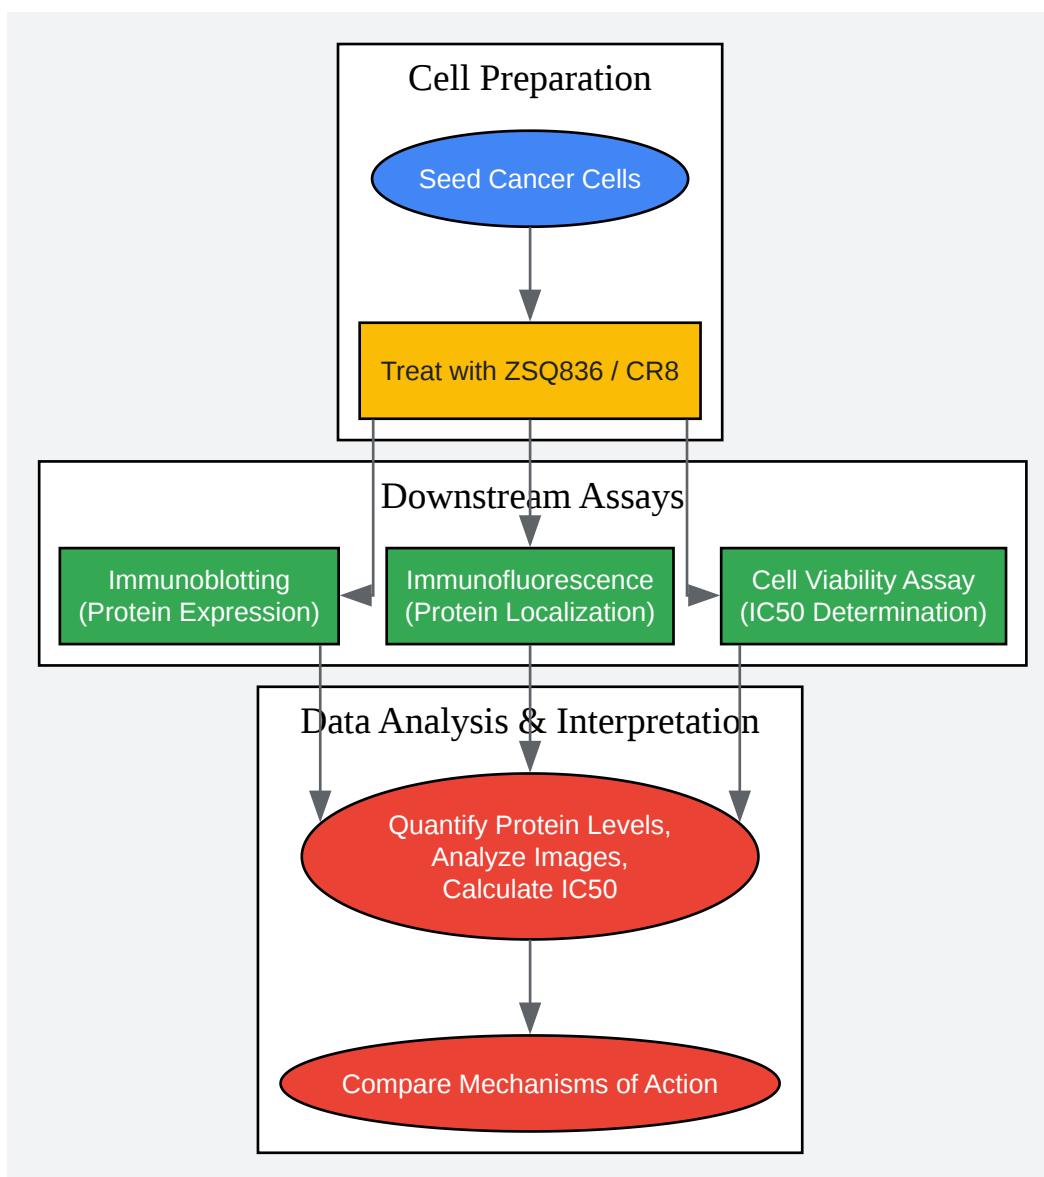 Cell Preparation
Seed Cancer Cells
Treat with ZSQ836 / CR8
Downstream Assays
Immunoblotting
(Protein Expression)
Immunofluorescence
(Protein Localization)
Cell Viability Assay
(IC50 Determination)
Data Analysis & Interpretation
Quantify Protein Levels,
Analyze Images,
Calculate IC50
Compare Mechanisms of Action